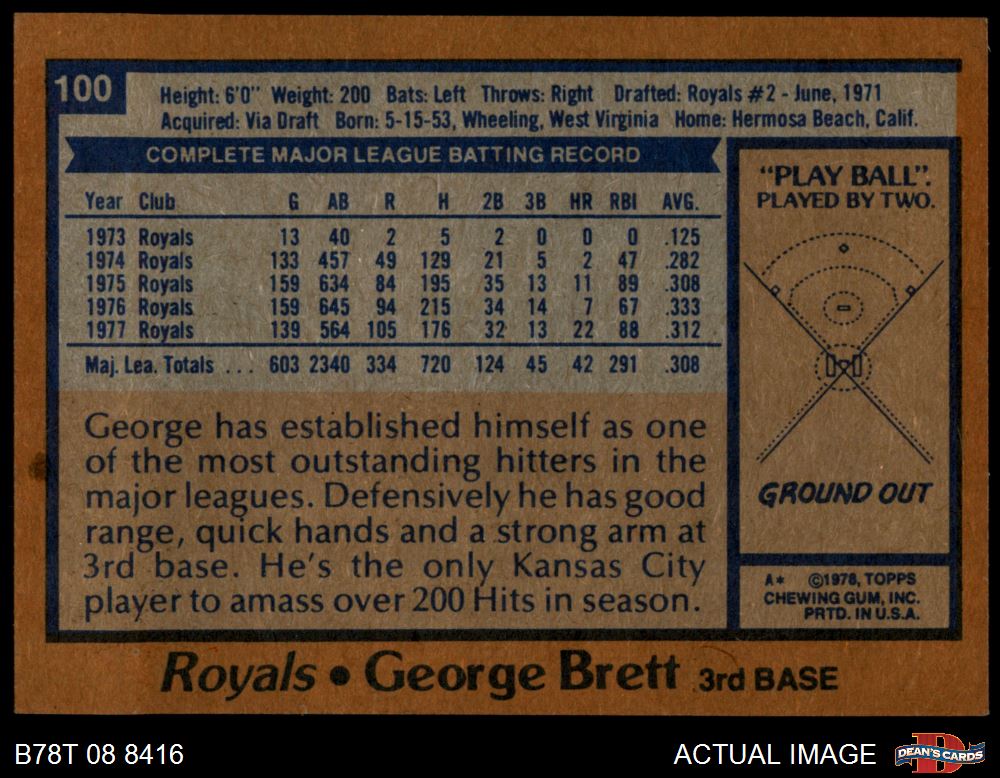 100
Height: 6'0" Weight: 200 Bats: Left Throws: Right Drafted: Royals #2 - June, 1971
Acquired: Via Draft Born: 5-15-53, Wheeling, West Virginia Home: Hermosa Beach, Calif.
COMPLETE MAJOR LEAGUE BATTING RECORD
Year Club G AB R H 2B 3B HR RBI AVG.
1973 Royals 13 40 2 5 2 0 0 0 .125
1974 Royals 133 457 49 129 21 5 2 47 .282
1975 Royals 159 634 84 195 35 13 11 89 .308
1976 Royals 159 645 94 215 34 14 7 67 .333
1977 Royals 139 564 105 176 32 13 22 88 .312
Maj. Lea. Totals ... 603 2340 334 720 124 45 42 291 .308
George has established himself as one
of the most outstanding hitters in the
major leagues. Defensively he has good
range, quick hands and a strong arm at
3rd base. He's the only Kansas City
player to amass over 200 Hits in season.
"PLAY BALL".
PLAYED BY TWO.
GROUND OUT
A* ©1978, TOPPS
CHEWING GUM, INC.
PRTD. IN U.S.A.
Royals • George Brett 3rd BASE
B78T 08 8416
ACTUAL IMAGE
D
DEAN'S CARDS